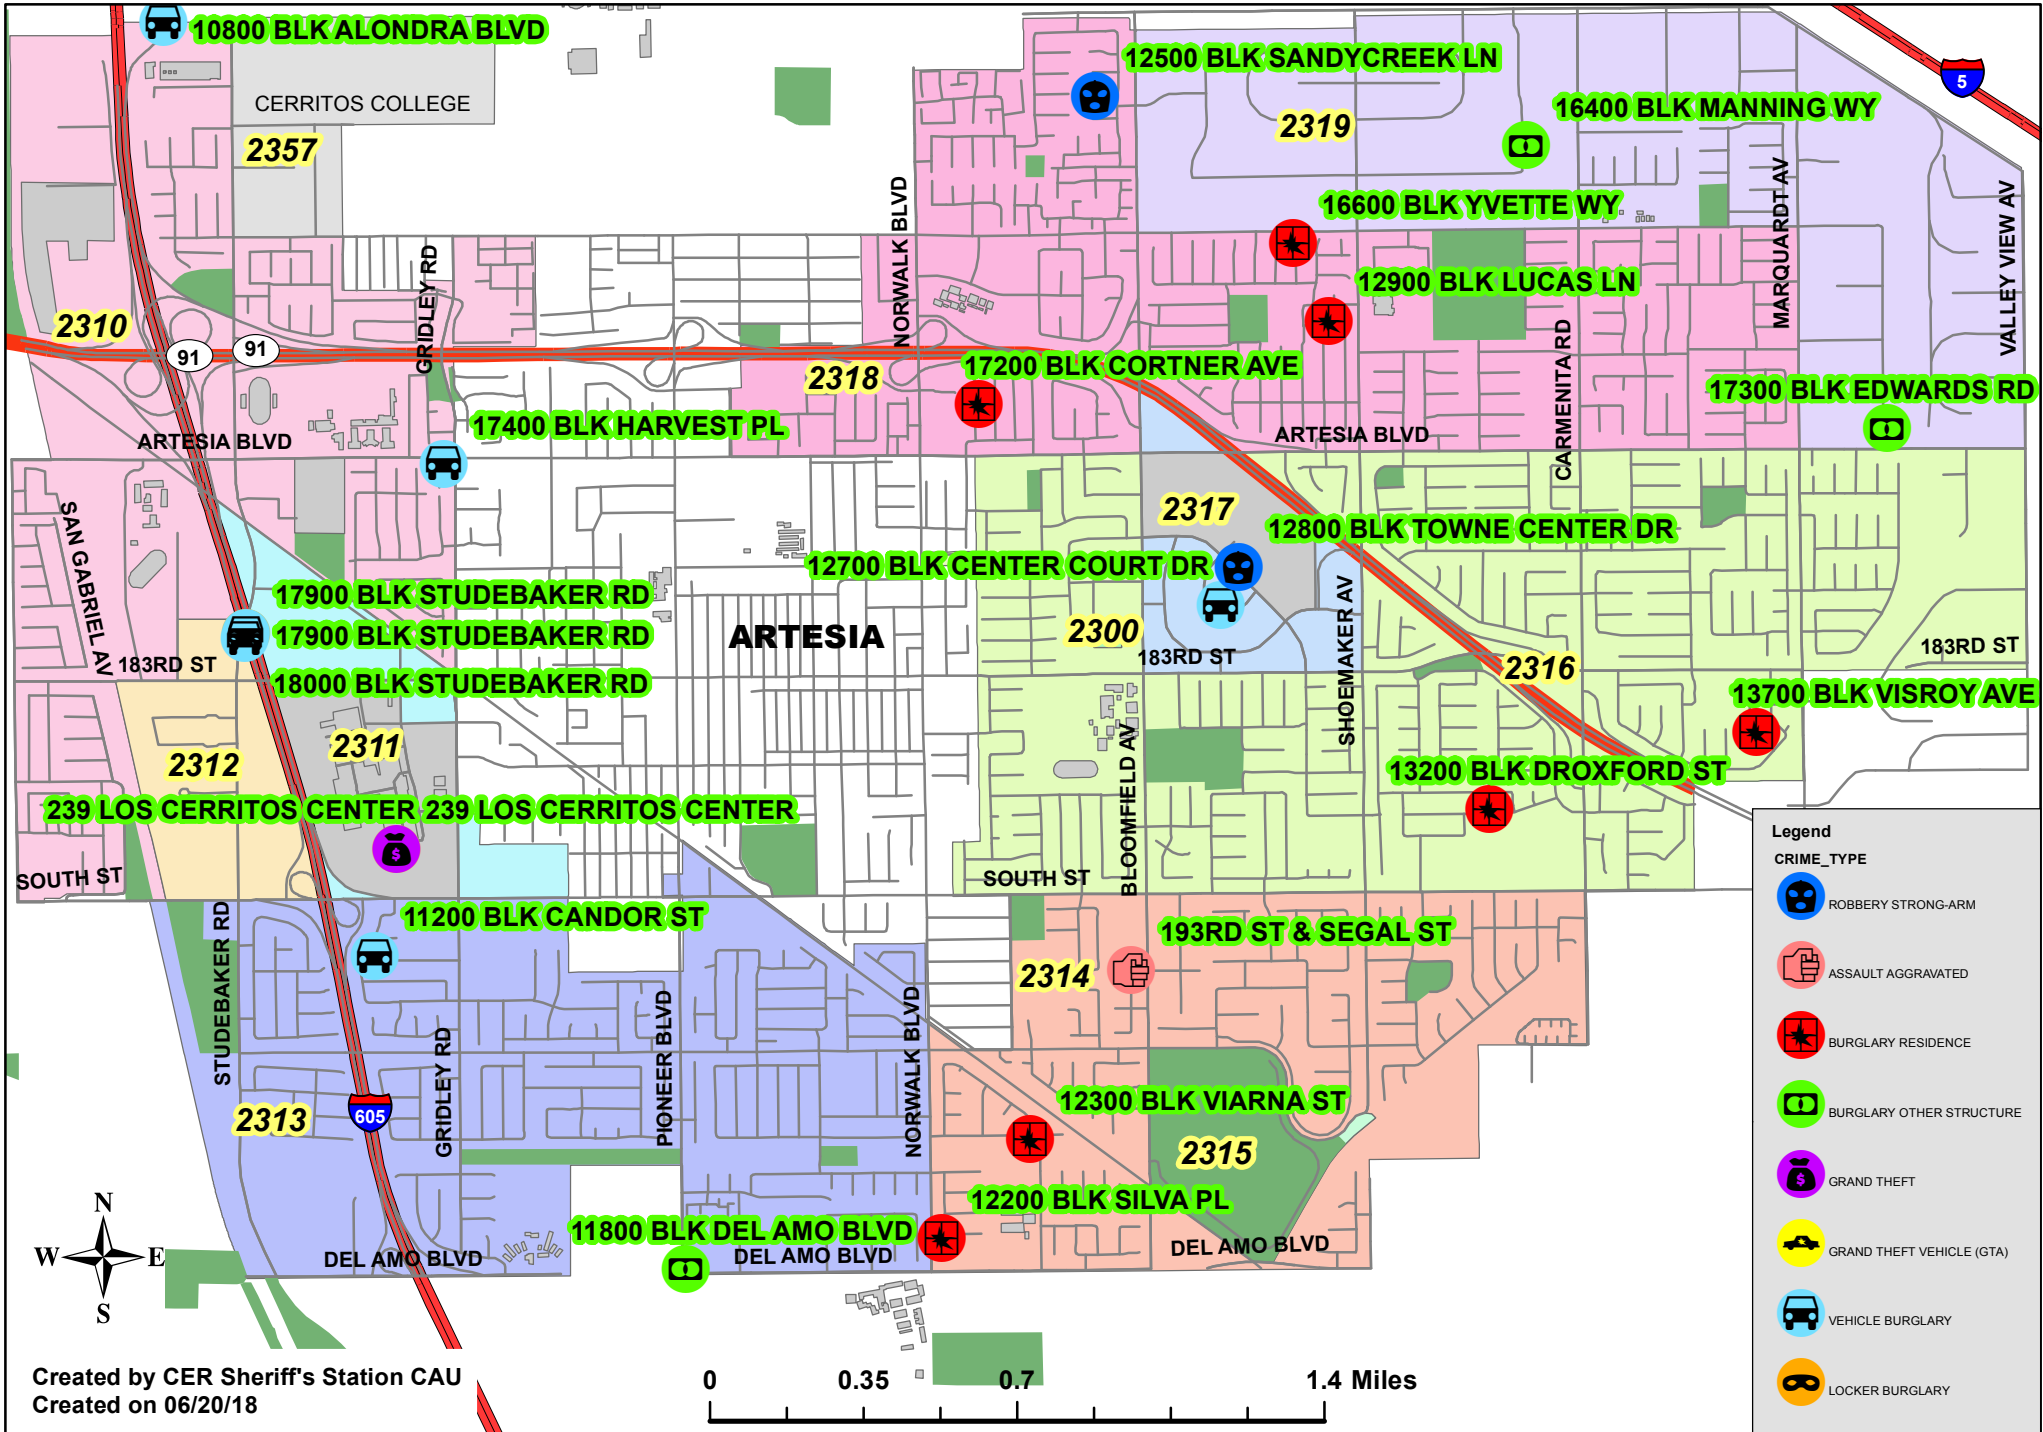 10800 BLK ALONDRA BLVD
12500 BLK SANDYCREEK LN
5
CERRITOS COLLEGE
16400 BLK MANNING WY
2319
2357
MARQUARDT AV
NORWALK BLVD
VALLEY VIEW AV
16600 BLK YVETTE WY
GRIDLEY RD
12900 BLK LUCAS LN
2310
91
91
CARMENITA RD
17200 BLK CORTNER AVE
2318
17300 BLK EDWARDS RD
17400 BLK HARVEST PL
ARTESIA BLVD
ARTESIA BLVD
SAN GABRIEL AV
2317
12800 BLK TOWNE CENTER DR
12700 BLK CENTER COURT DR
17900 BLK STUDEBAKER RD
17900 BLK STUDEBAKER RD
ARTESIA
2300
SHOEMAKER AV
183RD ST
183RD ST
183RD ST
2316
18000 BLK STUDEBAKER RD
13700 BLK VISROY AVE
2311
2312
BLOOMFIELD AV
13200 BLK DROXFORD ST
239 LOS CERRITOS CENTER
239 LOS CERRITOS CENTER
SOUTH ST
SOUTH ST
11200 BLK CANDOR ST
193RD ST & SEGAL ST
STUDEBAKER RD
2314
PIONEER BLVD
NORWALK BLVD
GRIDLEY RD
12300 BLK VIARNA ST
2313
605
2315
12200 BLK SILVA PL
11800 BLK DEL AMO BLVD
DEL AMO BLVD
DEL AMO BLVD
DEL AMO BLVD
N
W
E
S
Created by CER Sheriff's Station CAU
Created on 06/20/18
0
0.35
0.7
1.4 Miles
Legend
CRIME_TYPE
ROBBERY STRONG-ARM
ASSAULT AGGRAVATED
BURGLARY RESIDENCE
BURGLARY OTHER STRUCTURE
$
GRAND THEFT
GRAND THEFT VEHICLE (GTA)
VEHICLE BURGLARY
LOCKER BURGLARY
$